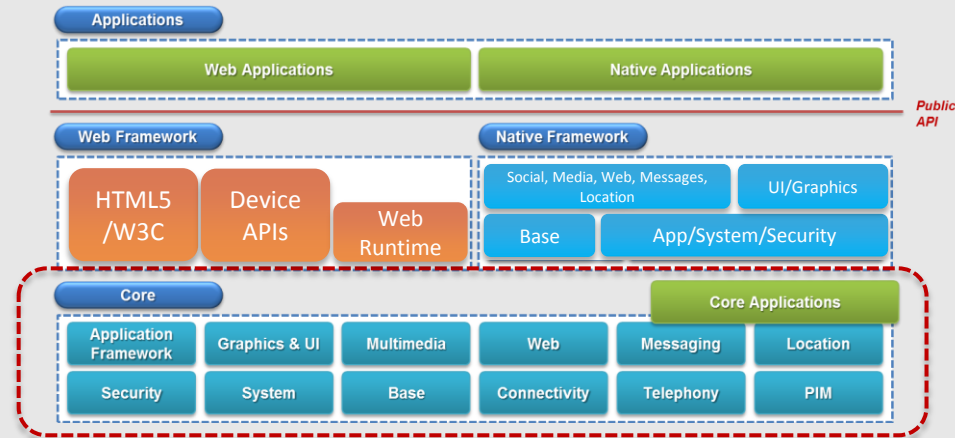 Applications
Web Applications
Native Applications
Public
API
Web Framework
Native Framework
HTML5
/W3C
Device
APIs
Web
Runtime
Social, Media, Web, Messages,
Location
UI/Graphics
Base
App/System/Security
Core
Core Applications
Application
Framework
Graphics & UI
Multimedia
Web
Messaging
Location
Security
System
Base
Connectivity
Telephony
PIM